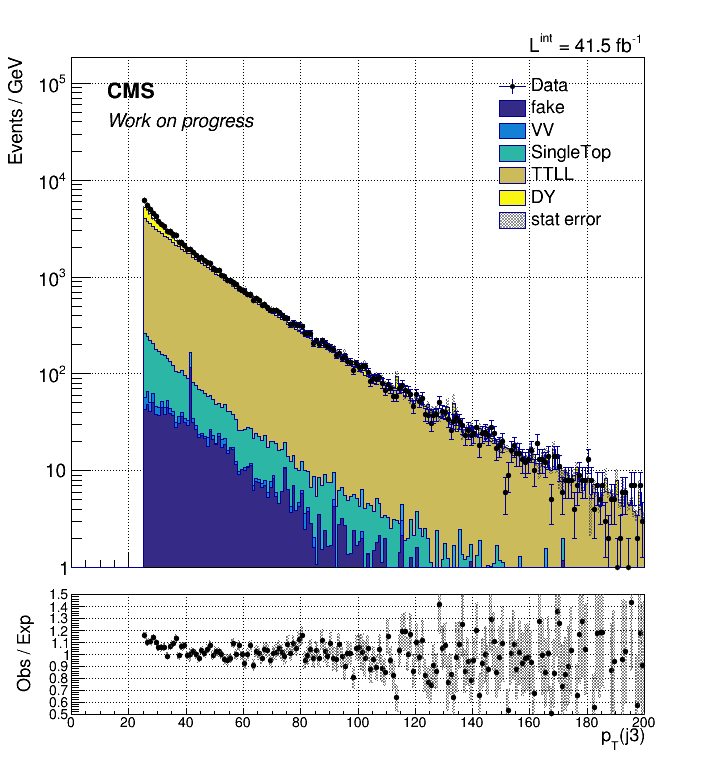 L^int = 41.5 fb^-1
Events / GeV
10^5
10^4
10^3
10^2
10
1
CMS
Work on progress
Data
fake
VV
SingleTop
TTLL
DY
stat error
Obs / Exp
1.5
1.4
1.3
1.2
1.1
1
0.9
0.8
0.7
0.6
0.5
0 20 40 60 80 100 120 140 160 180 200
p_T(j3)